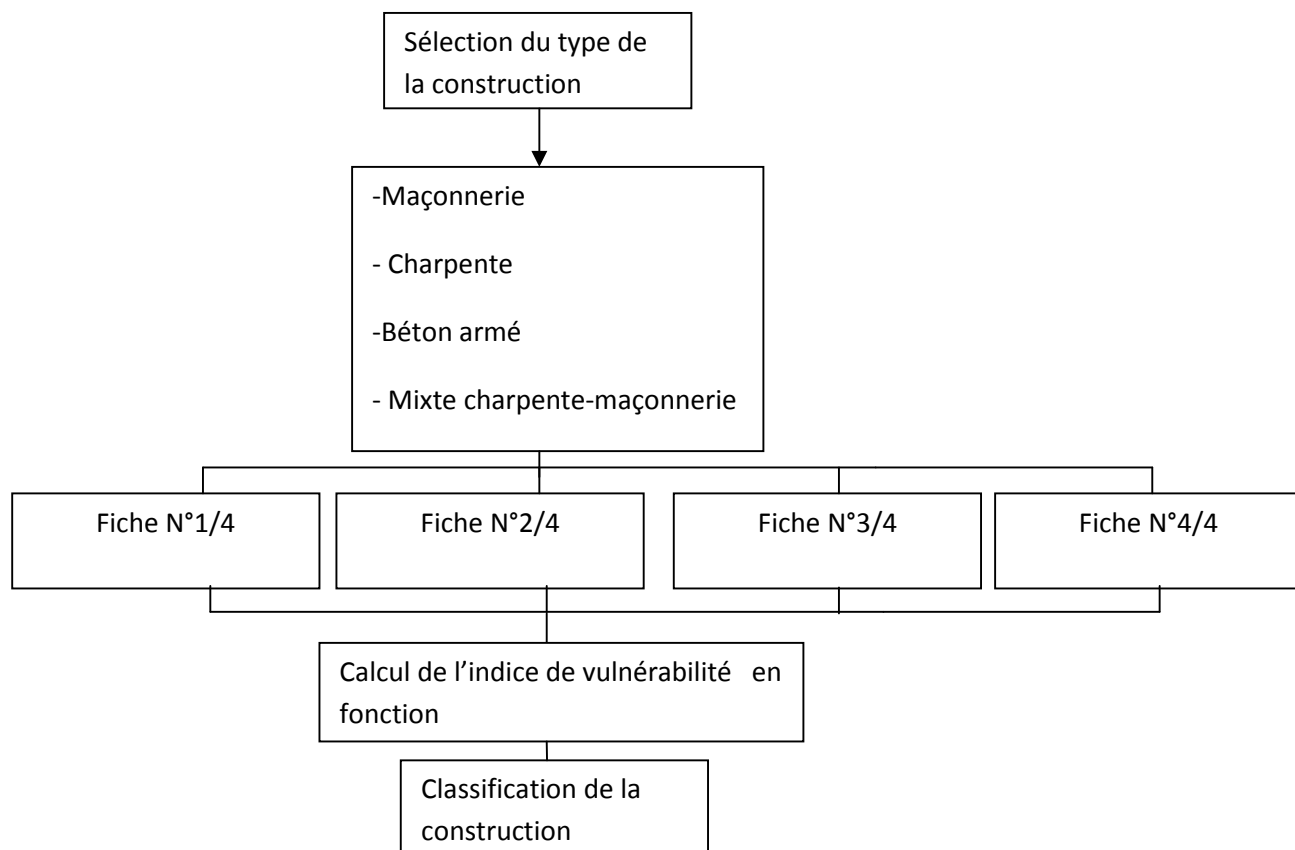 Sélection du type de
la construction
-Maçonnerie
- Charpente
-Béton armé
- Mixte charpente-maçonnerie
Fiche N°1/4
Fiche N°2/4
Fiche N°3/4
Fiche N°4/4
Calcul de l’indice de vulnérabilité en
fonction
Classification de la
construction